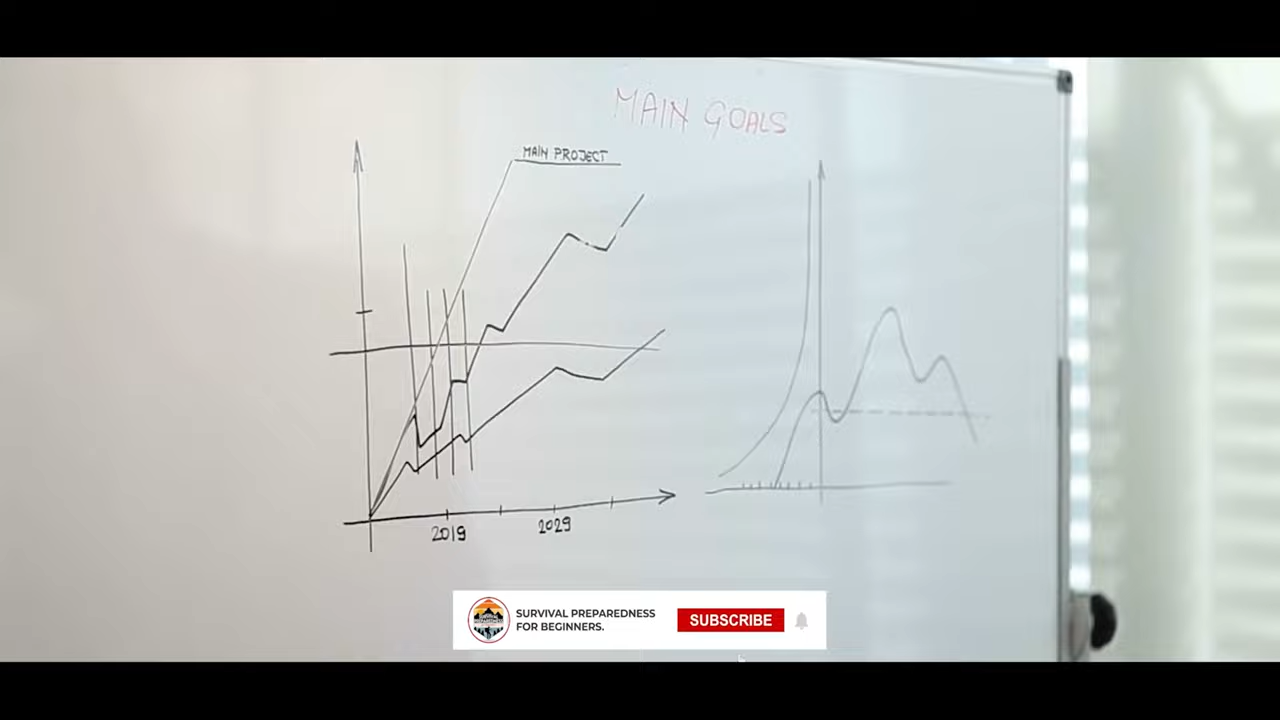 MAIN GOALS
MAIN PROJECT
2019
2029
SURVIVAL PREPAREDNESS
FOR BEGINNERS.
SUBSCRIBE